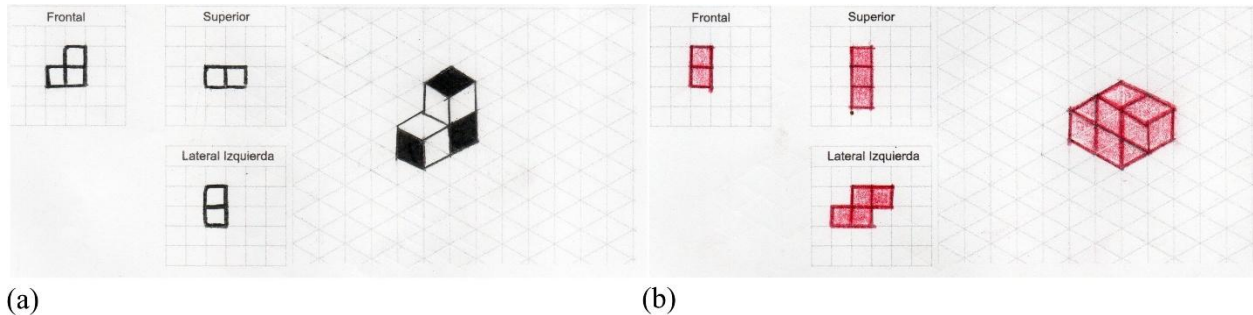 Frontal
Superior
Lateral Izquierda
Frontal
Superior
Lateral Izquierda
(a)
(b)